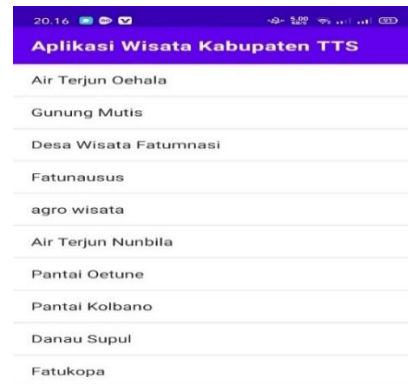 20.16
Aplikasi Wisata Kabupaten TTS
Air Terjun Oehala
Gunung Mutis
Desa Wisata Fatumnasi
Fatunausus
agro wisata
Air Terjun Nunbila
Pantai Oetune
Pantai Kolbano
Danau Supul
Fatukopa